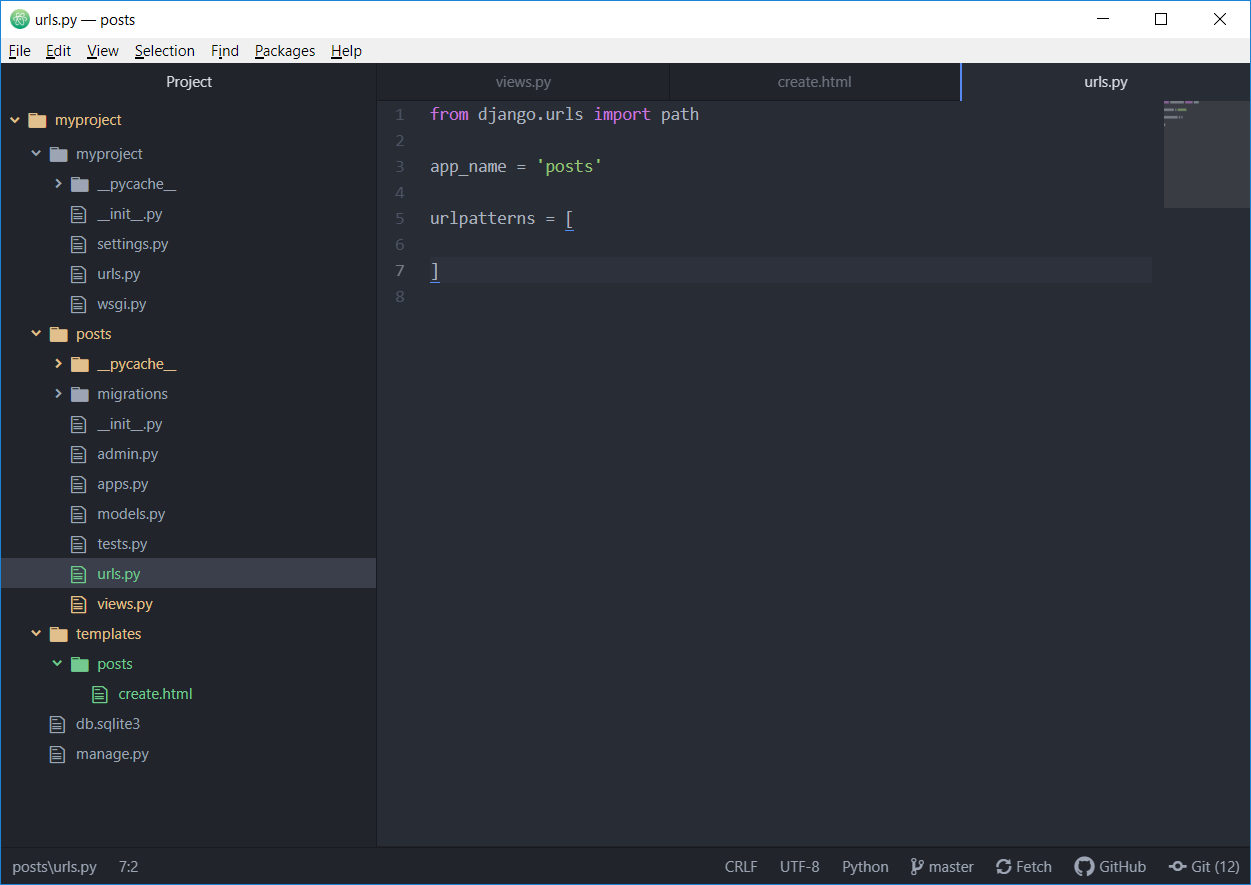 urls.py — posts
File Edit View Selection Find Packages Help
Project
myproject
myproject
__pycache__
__init__.py
settings.py
urls.py
wsgi.py
posts
__pycache__
migrations
__init__.py
admin.py
apps.py
models.py
tests.py
urls.py
views.py
templates
posts
create.html
db.sqlite3
manage.py
views.py create.html urls.py
1 from django.urls import path
2
3 app_name = 'posts'
4
5 urlpatterns = [
6
7 ]
8
posts\urls.py 7:2 CRLF UTF-8 Python master Fetch GitHub Git (12)